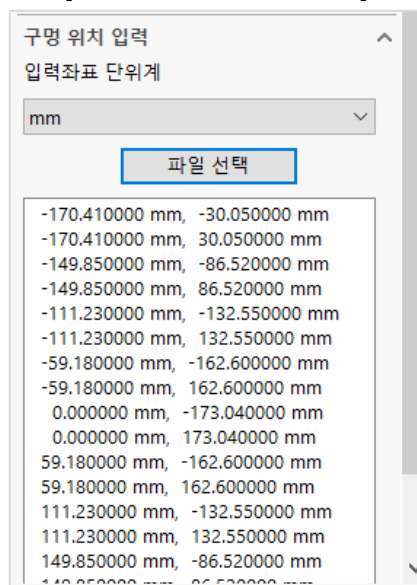 구멍 위치 입력
입력좌표 단위계
mm
파일 선택
-170.410000 mm, -30.050000 mm
-170.410000 mm, 30.050000 mm
-149.850000 mm, -86.520000 mm
-149.850000 mm, 86.520000 mm
-111.230000 mm, -132.550000 mm
-111.230000 mm, 132.550000 mm
-59.180000 mm, -162.600000 mm
-59.180000 mm, 162.600000 mm
0.000000 mm, -173.040000 mm
0.000000 mm, 173.040000 mm
59.180000 mm, -162.600000 mm
59.180000 mm, 162.600000 mm
111.230000 mm, -132.550000 mm
111.230000 mm, 132.550000 mm
149.850000 mm, -86.520000 mm